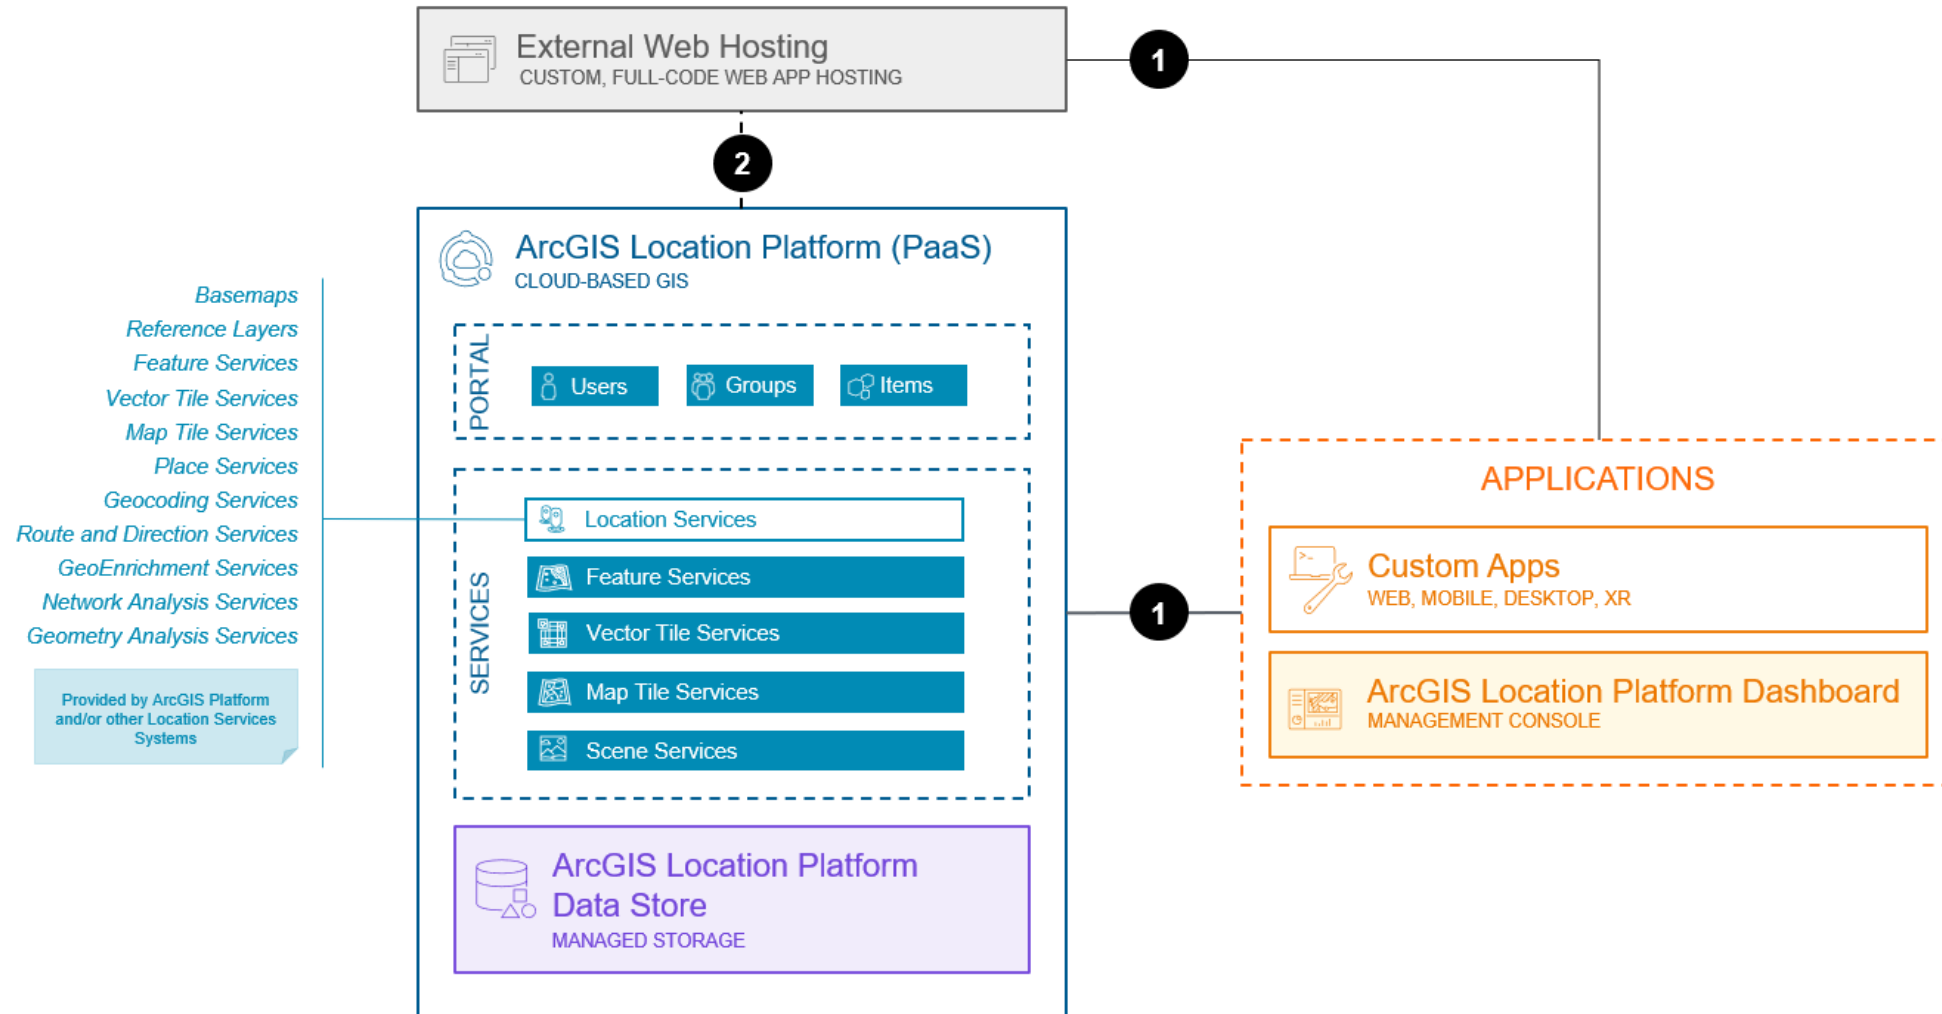 External Web Hosting
CUSTOM, FULL-CODE WEB APP HOSTING
1
2
ArcGIS Location Platform (PaaS)
CLOUD-BASED GIS
Basemaps
Reference Layers
Feature Services
Vector Tile Services
Map Tile Services
Place Services
Geocoding Services
Route and Direction Services
GeoEnrichment Services
Network Analysis Services
Geometry Analysis Services
Provided by ArcGIS Platform
and/or other Location Services
Systems
PORTAL
Users
Groups
Items
SERVICES
Location Services
Feature Services
Vector Tile Services
Map Tile Services
Scene Services
ArcGIS Location Platform
Data Store
MANAGED STORAGE
1
APPLICATIONS
Custom Apps
WEB, MOBILE, DESKTOP, XR
ArcGIS Location Platform Dashboard
MANAGEMENT CONSOLE